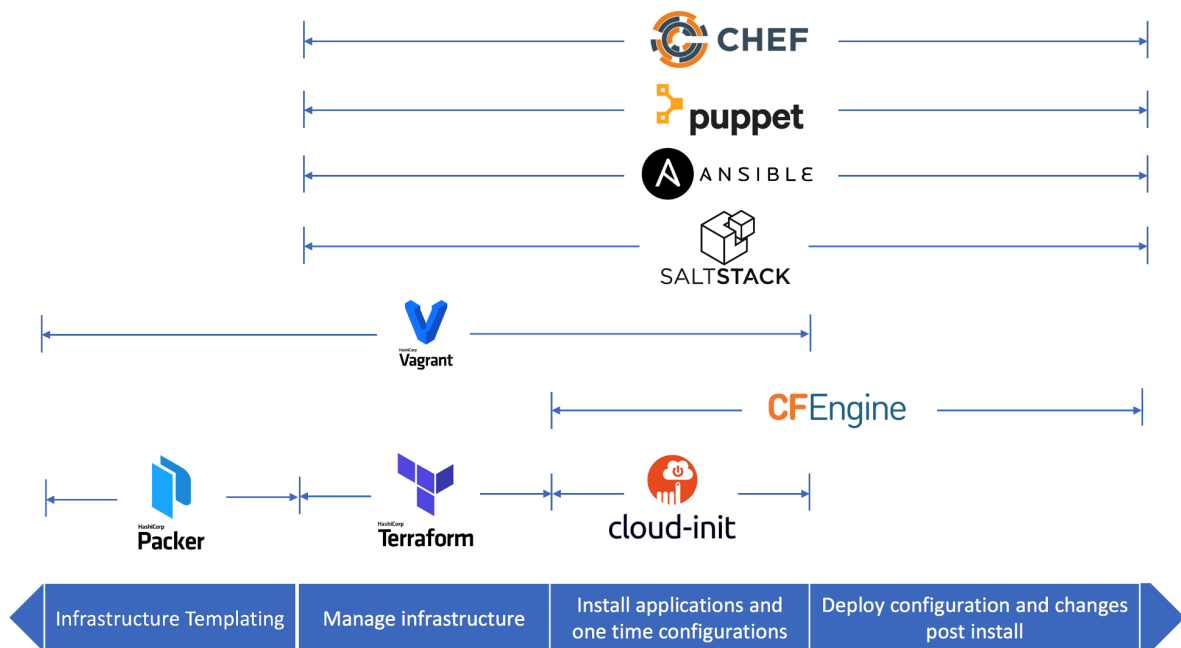 CHEF
puppet
ANSIBLE
SALTSTACK
HashiCorp
Vagrant
CFEngine
HashiCorp
Packer
HashiCorp
Terraform
cloud-init
Infrastructure Templating
Manage infrastructure
Install applications and
one time configurations
Deploy configuration and changes
post install